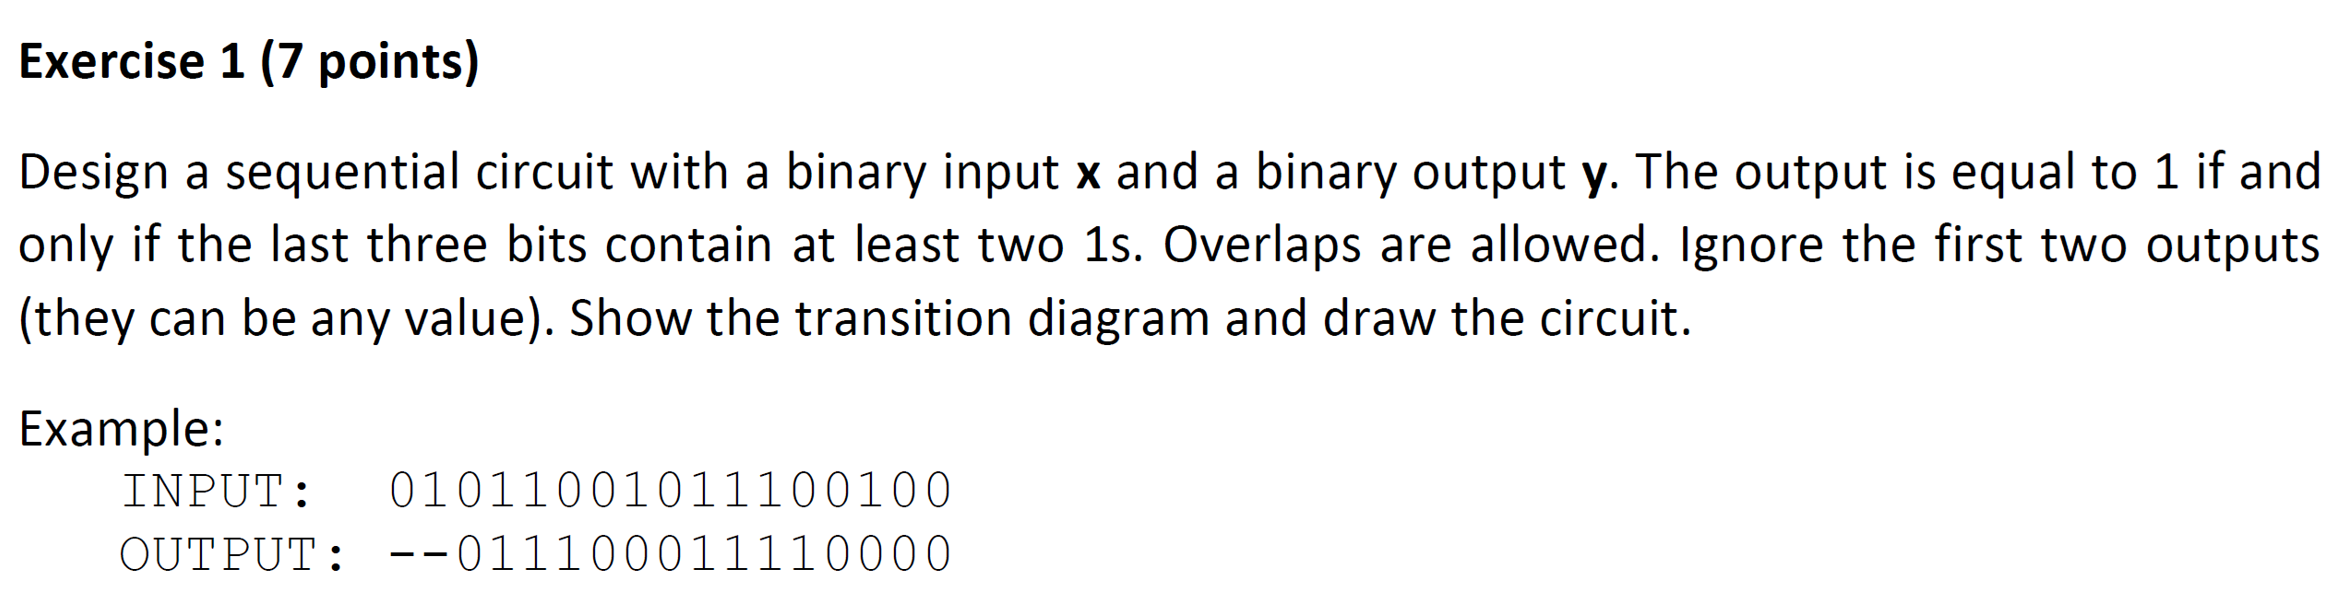 Exercise 1 (7 points)
Design a sequential circuit with a binary input x and a binary output y. The output is equal to 1 if and
only if the last three bits contain at least two 1s. Overlaps are allowed. Ignore the first two outputs
(they can be any value). Show the transition diagram and draw the circuit.
Example:
INPUT: 01011001011100100
OUTPUT: --011100011110000